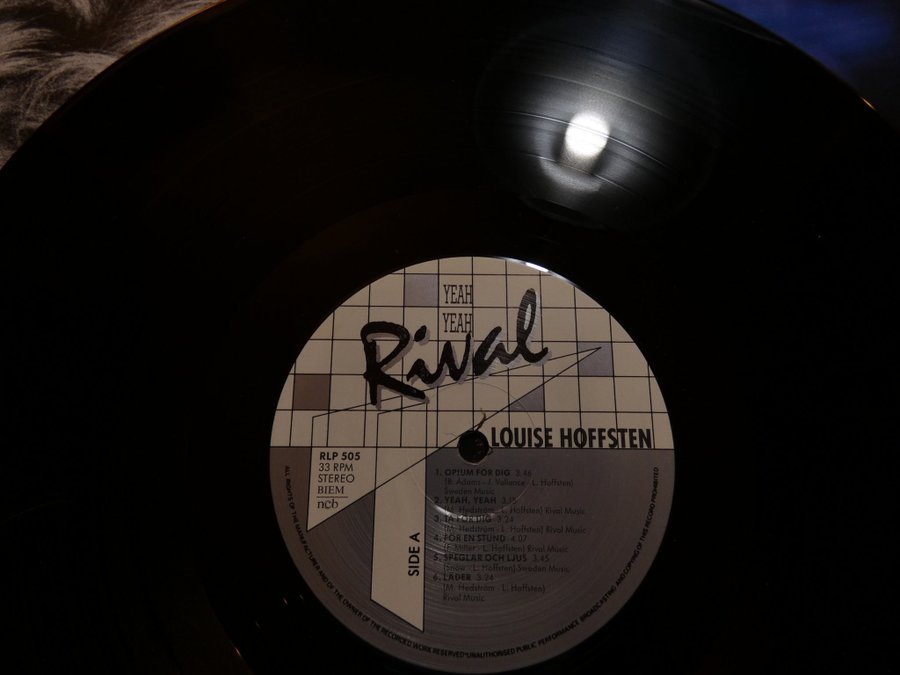 YEAH
YEAH
Rival
LOUISE HOFFSTEN
RLP 505
33 RPM
STEREO
BIEM
ncb
SIDE A
1. OPIUM FÖR DIG 3.46
(B. Adams - J. Vallance - L. Hoffsten)
Sweden Music
2. YEAH, YEAH 3.15
(M. Hedström - L. Hoffsten) Rival Music
3. TA FÖR DIG 3.24
(M. Hedström - L. Hoffsten) Rival Music
4. FÖR EN STUND 4.07
(F. Miller - L. Hoffsten) Rival Music
5. SPEGLAR OCH LJUS 3.45
(Snow - L. Hoffsten) Sweden Music
6. LÄDER 3.24
(M. Hedström - L. Hoffsten)
Rival Music
ALL RIGHTS OF THE MANUFACTURER AND OF THE OWNER OF THE RECORDED WORK RESERVED • UNAUTHORISED PUBLIC PERFORMANCE BROADCASTING AND COPYING OF THIS RECORD PROHIBITED